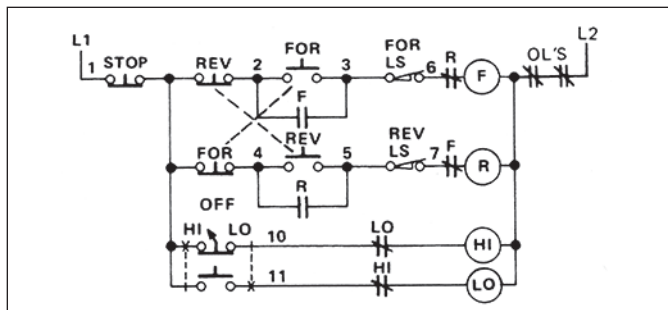 L1
L2
1 STOP REV 2 FOR 3 FOR LS 6 R F OL'S
F
FOR 4 REV 5 REV LS 7 F R
R
OFF
HI LO 10 LO HI
X
11 HI LO
X